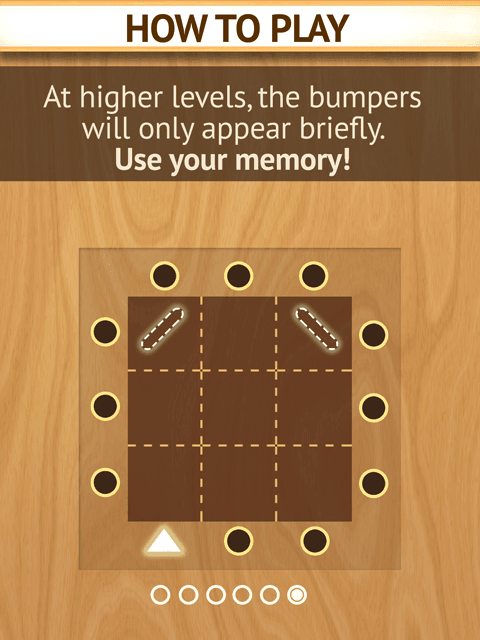 HOW TO PLAY
At higher levels, the bumpers
will only appear briefly.
Use your memory!